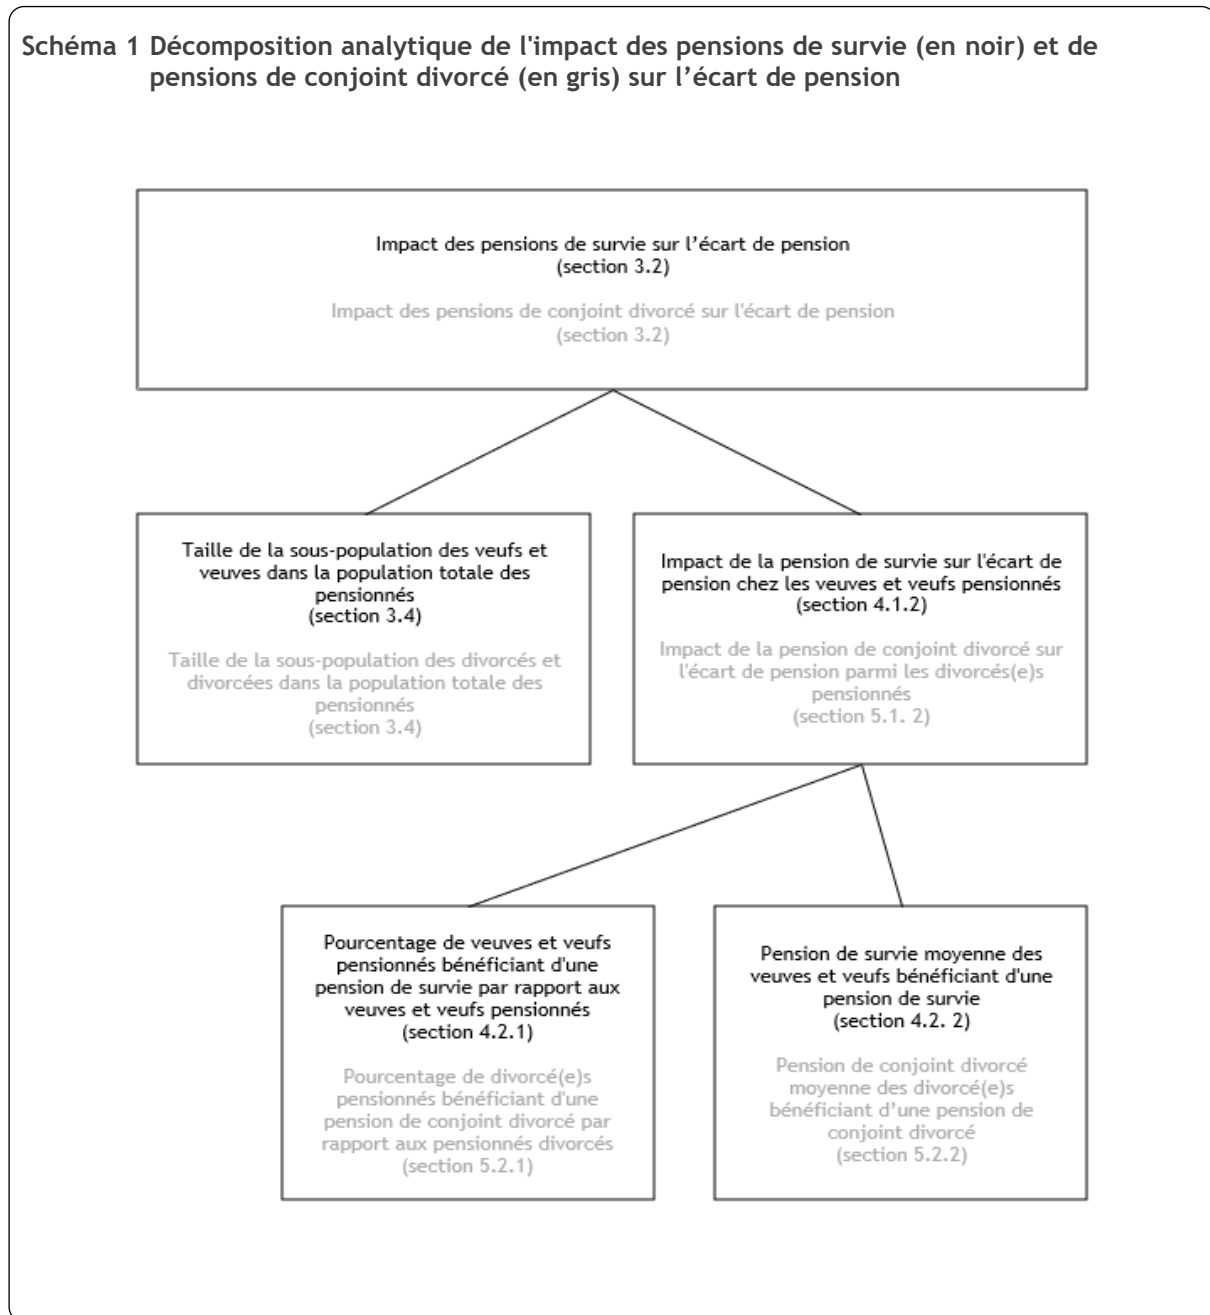 Schéma 1 Décomposition analytique de l'impact des pensions de survie (en noir) et de
pensions de conjoint divorcé (en gris) sur l’écart de pension
Impact des pensions de survie sur l’écart de pension
(section 3.2)
Impact des pensions de conjoint divorcé sur l'écart de pension
(section 3.2)
Taille de la sous-population des veufs et
veuves dans la population totale des
pensionnés
(section 3.4)
Taille de la sous-population des divorcés et
divorcées dans la population totale des
pensionnés
(section 3.4)
Impact de la pension de survie sur l'écart de
pension chez les veuves et veufs pensionnés
(section 4.1.2)
Impact de la pension de conjoint divorcé sur
l'écart de pension parmi les divorcés(e)s
pensionnés
(section 5.1. 2)
Pourcentage de veuves et veufs
pensionnés bénéficiant d'une
pension de survie par rapport aux
veuves et veufs pensionnés
(section 4.2.1)
Pourcentage de divorcé(e)s
pensionnés bénéficiant d'une
pension de conjoint divorcé par
rapport aux pensionnés divorcés
(section 5.2.1)
Pension de survie moyenne des
veuves et veufs bénéficiant d'une
pension de survie
(section 4.2. 2)
Pension de conjoint divorcé
moyenne des divorcé(e)s
bénéficiant d’une pension de
conjoint divorcé
(section 5.2.2)